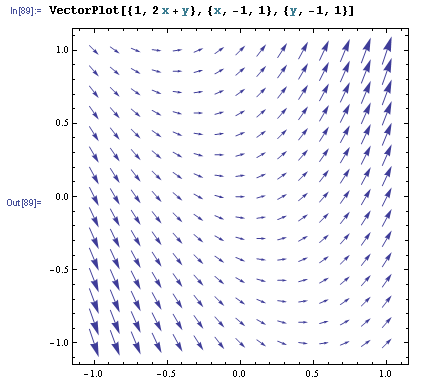 In[89]:= VectorPlot[{1, 2 x + y}, {x, -1, 1}, {y, -1, 1}]
1.0
0.5
Out[89]= 0.0
-0.5
-1.0
-1.0 -0.5 0.0 0.5 1.0